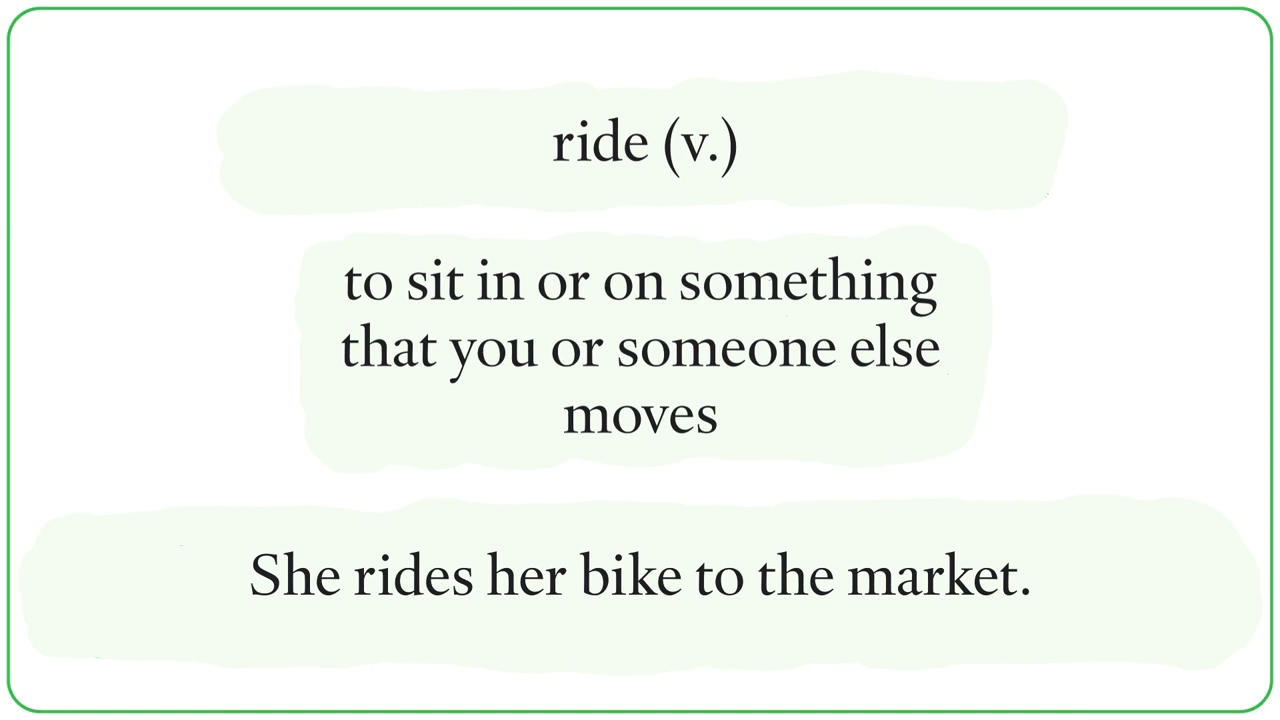 ride (v.)
to sit in or on something
that you or someone else
moves
She rides her bike to the market.